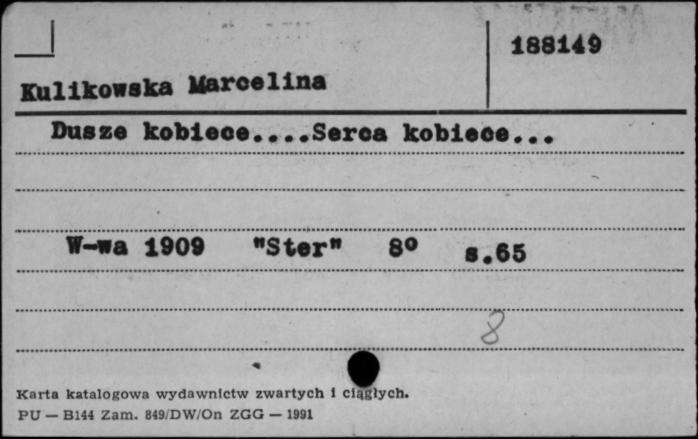 188149
Kulikowska Marcelina
Dusze kobiece....Serca kobiece...
W-wa 1909 "Ster" 8o s.65
8
Karta katalogowa wydawnictw zwartych i ciągłych.
PU — B144 Zam. 849/DW/On ZGG — 1991